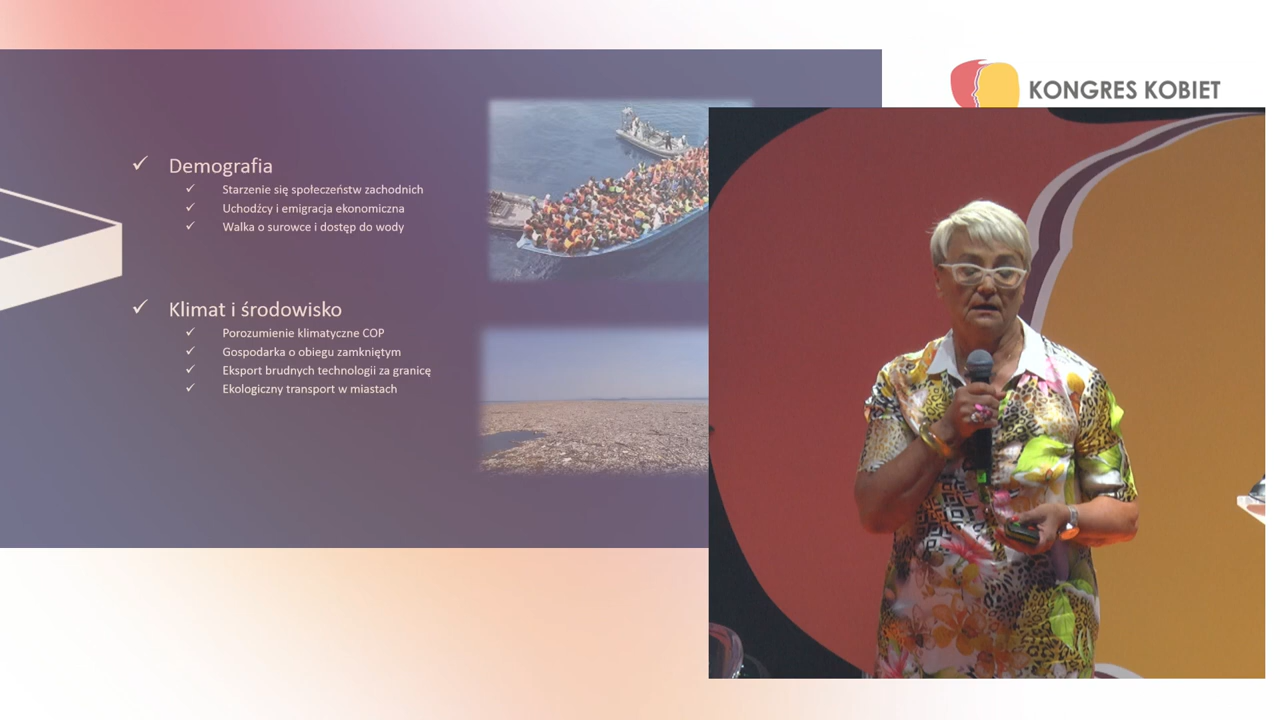 KONGRES KOBIET
Demografia
Starzenie się społeczeństw zachodnich
Uchodźcy i emigracja ekonomiczna
Walka o surowce i dostęp do wody
Klimat i środowisko
Porozumienie klimatyczne COP
Gospodarka o obiegu zamkniętym
Eksport brudnych technologii za granicę
Ekologiczny transport w miastach